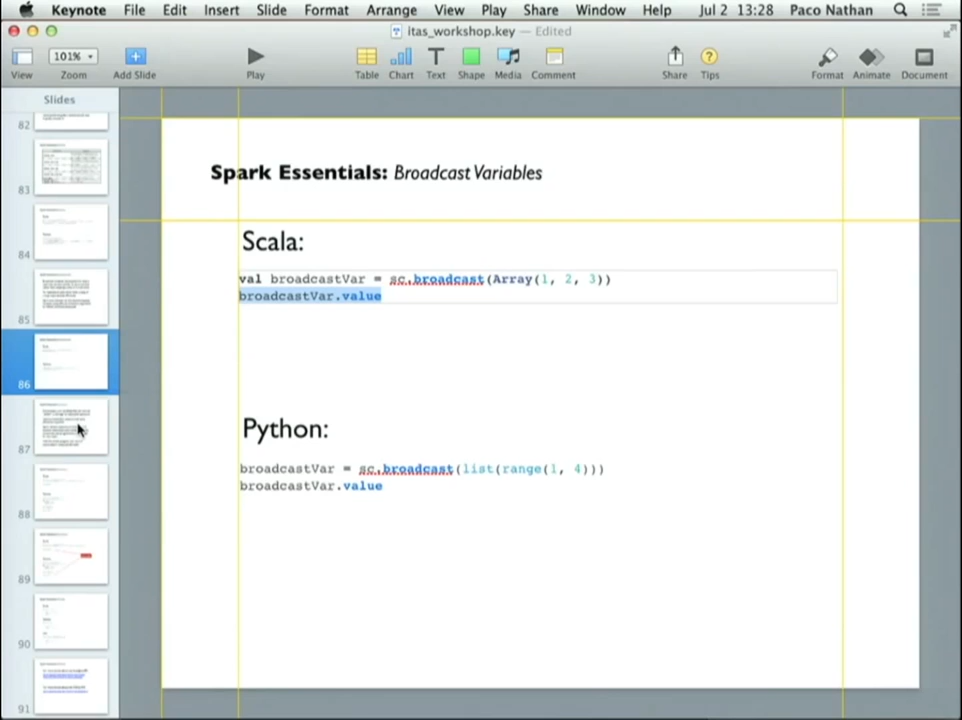 Keynote File Edit Insert Slide Format Arrange View Play Share Window Help Jul 2 13:28 Paco Nathan
itas_workshop.key — Edited
101%
View Zoom Add Slide Play Table Chart Text Shape Media Comment Share Tips Format Animate Document
Slides
82
83
84
85
86
87
88
89
90
91
Spark Essentials: Broadcast Variables
Scala:
val broadcastVar = sc.broadcast(Array(1, 2, 3))
broadcastVar.value
Python:
broadcastVar = sc.broadcast(list(range(1, 4)))
broadcastVar.value